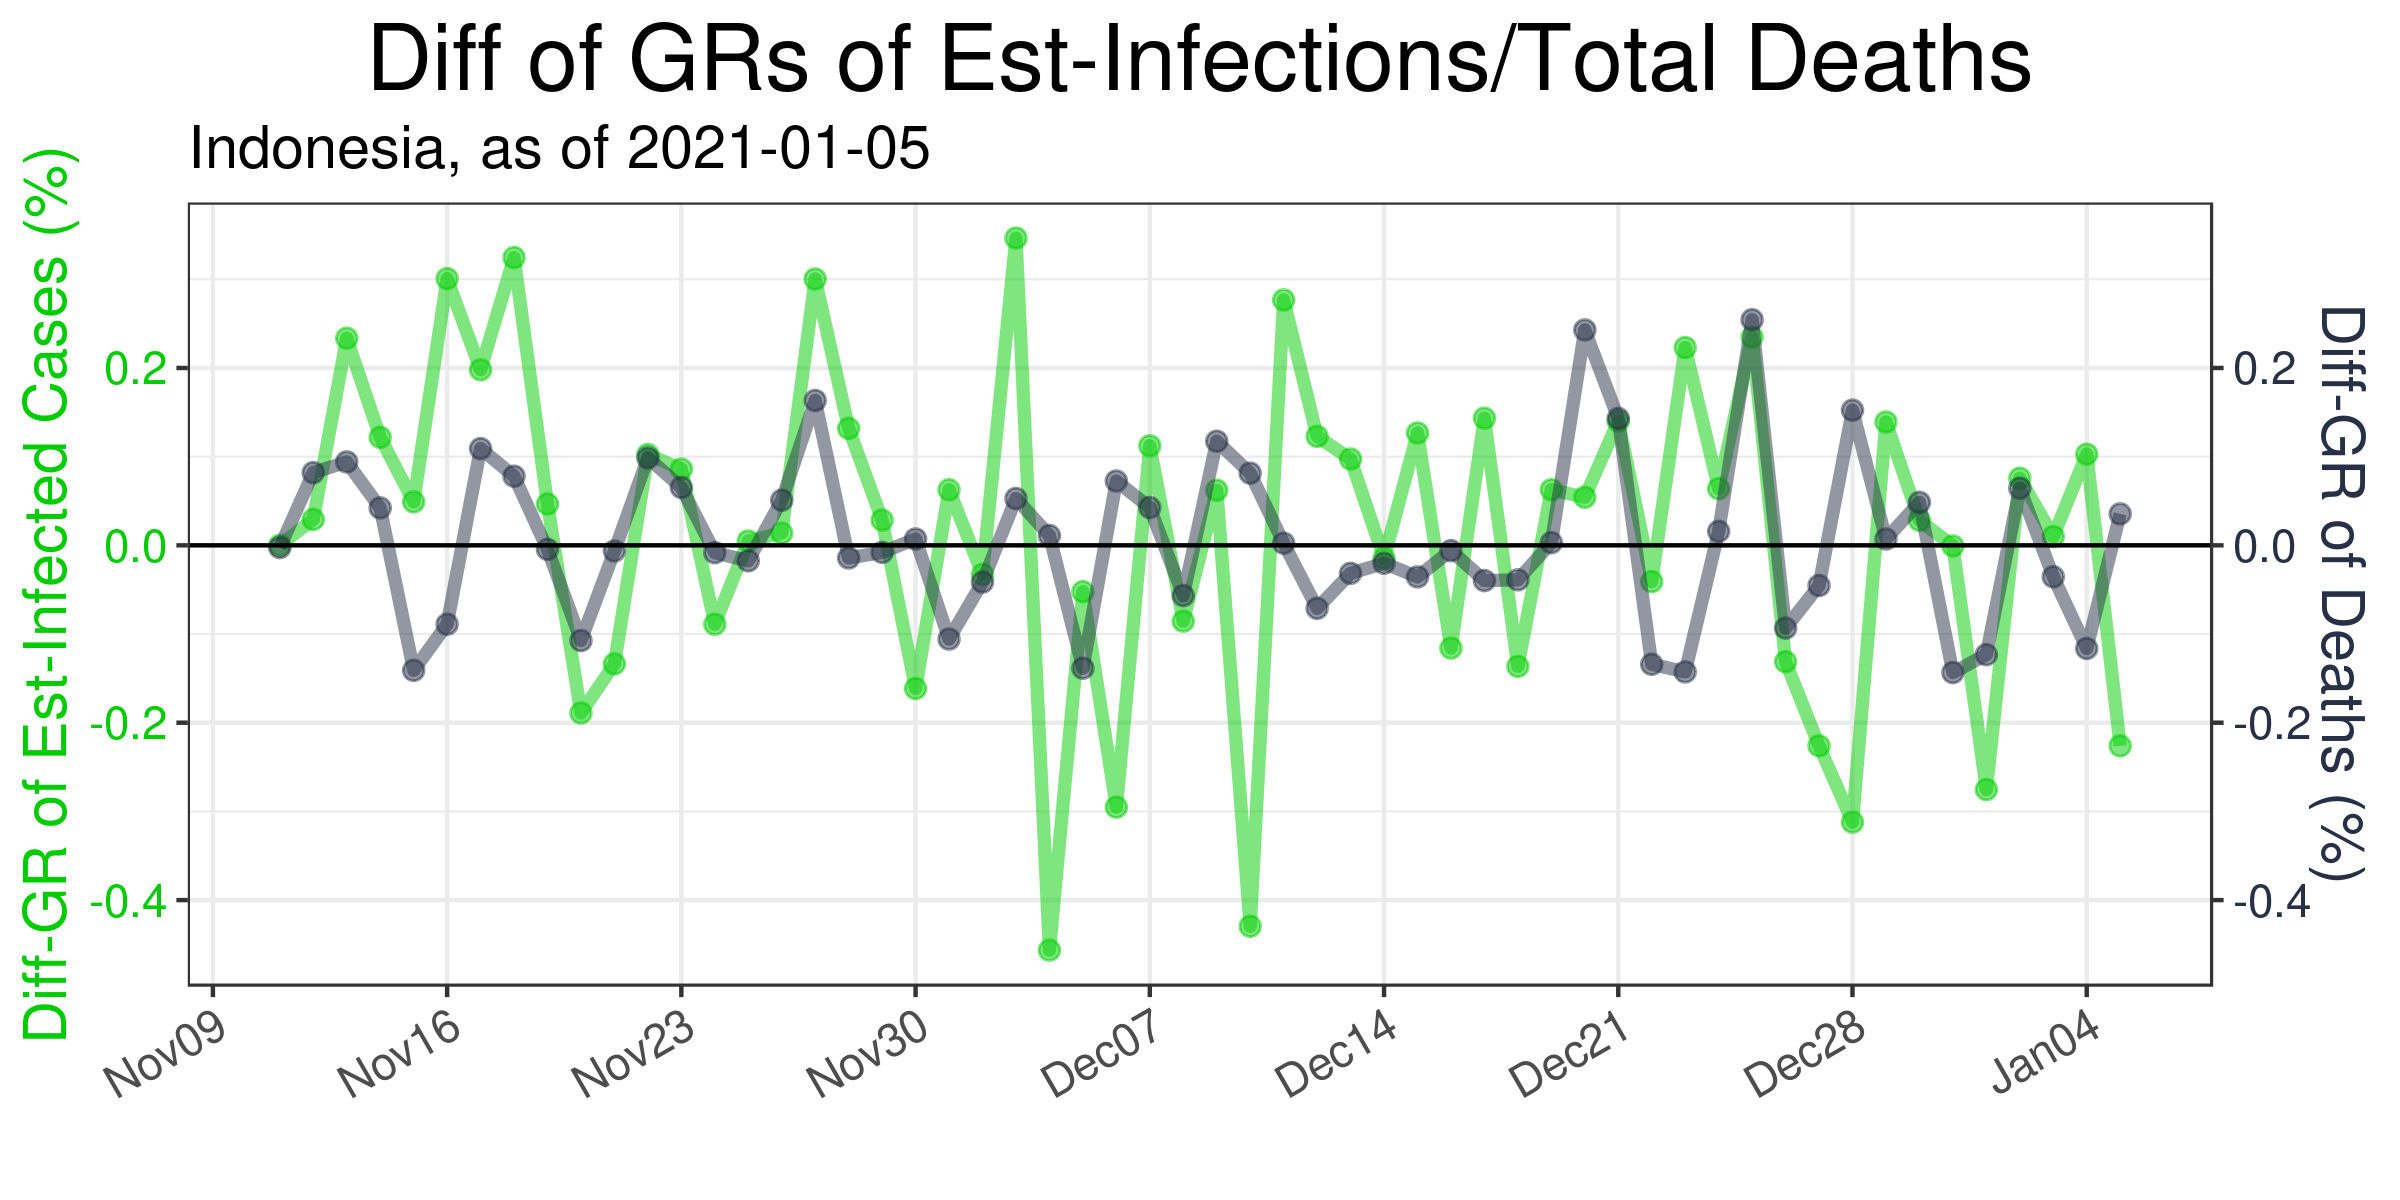 Diff of GRs of Est-Infections/Total Deaths
Indonesia, as of 2021-01-05
Diff-GR of Est-Infected Cases (%)
0.2
0.0
-0.2
-0.4
0.2
0.0
-0.2
-0.4
Diff-GR of Deaths (%)
Nov09
Nov16
Nov23
Nov30
Dec07
Dec14
Dec21
Dec28
Jan04